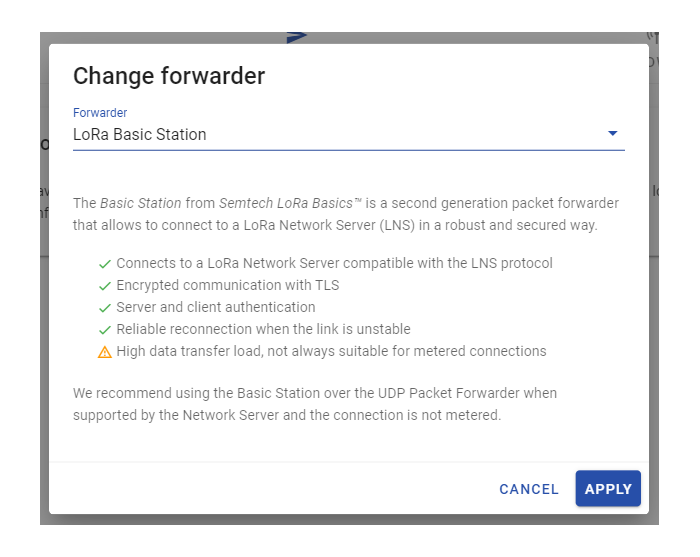 Change forwarder
Forwarder
LoRa Basic Station
The Basic Station from Semtech LoRa Basics™ is a second generation packet forwarder
that allows to connect to a LoRa Network Server (LNS) in a robust and secured way.
Connects to a LoRa Network Server compatible with the LNS protocol
Encrypted communication with TLS
Server and client authentication
Reliable reconnection when the link is unstable
High data transfer load, not always suitable for metered connections
We recommend using the Basic Station over the UDP Packet Forwarder when
supported by the Network Server and the connection is not metered.
CANCEL APPLY